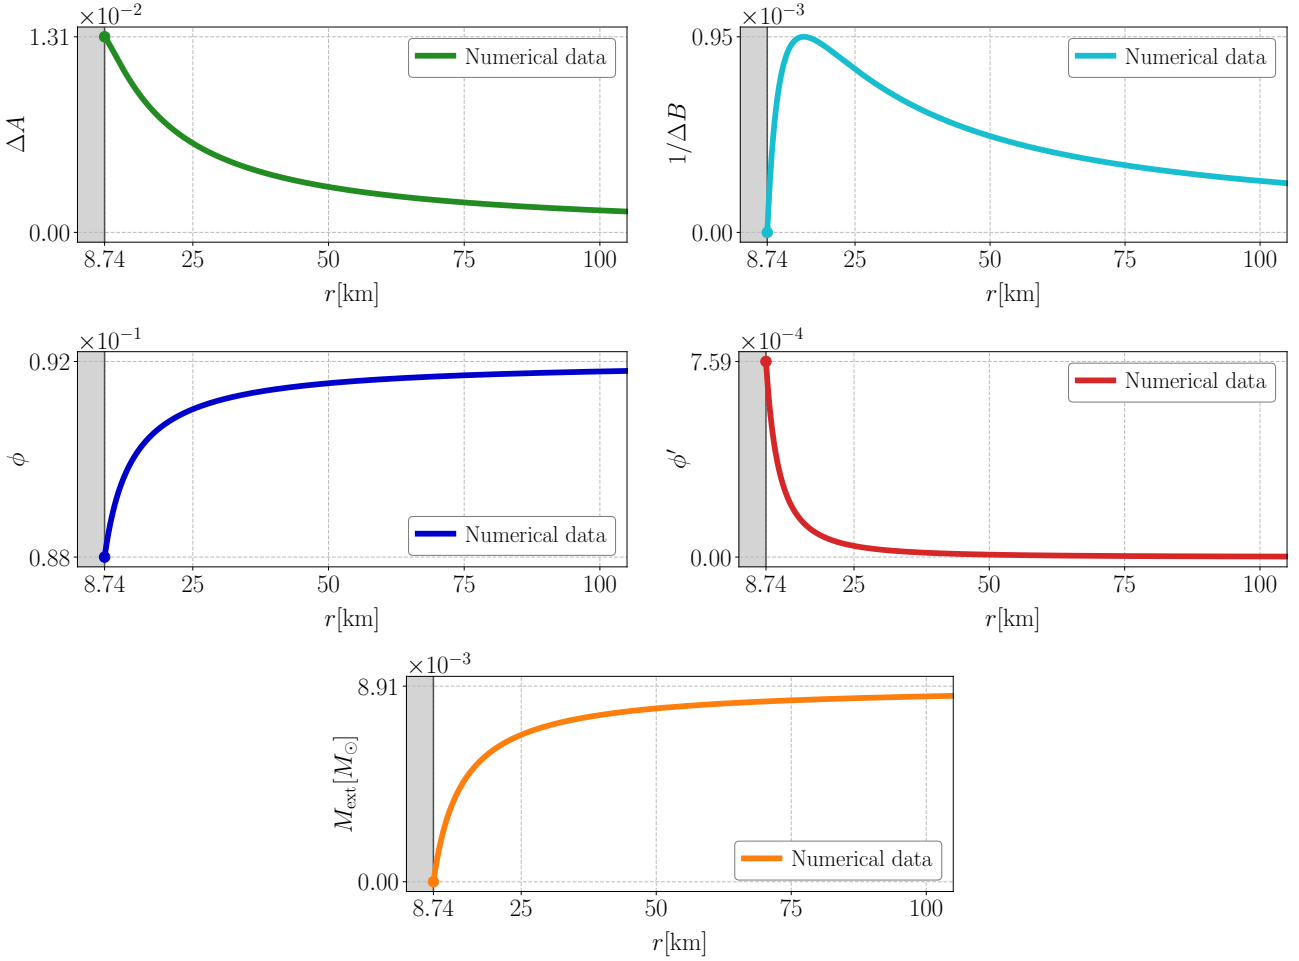 ×10⁻²
1.31
0.00
ΔA
Numerical data
8.74 25 50 75 100
r[km]
×10⁻³
0.95
0.00
1/ΔB
Numerical data
8.74 25 50 75 100
r[km]
×10⁻¹
0.92
0.88
ϕ
Numerical data
8.74 25 50 75 100
r[km]
×10⁻⁴
7.59
0.00
ϕ′
Numerical data
8.74 25 50 75 100
r[km]
×10⁻³
8.91
0.00
M_ext[M_⊙]
Numerical data
8.74 25 50 75 100
r[km]